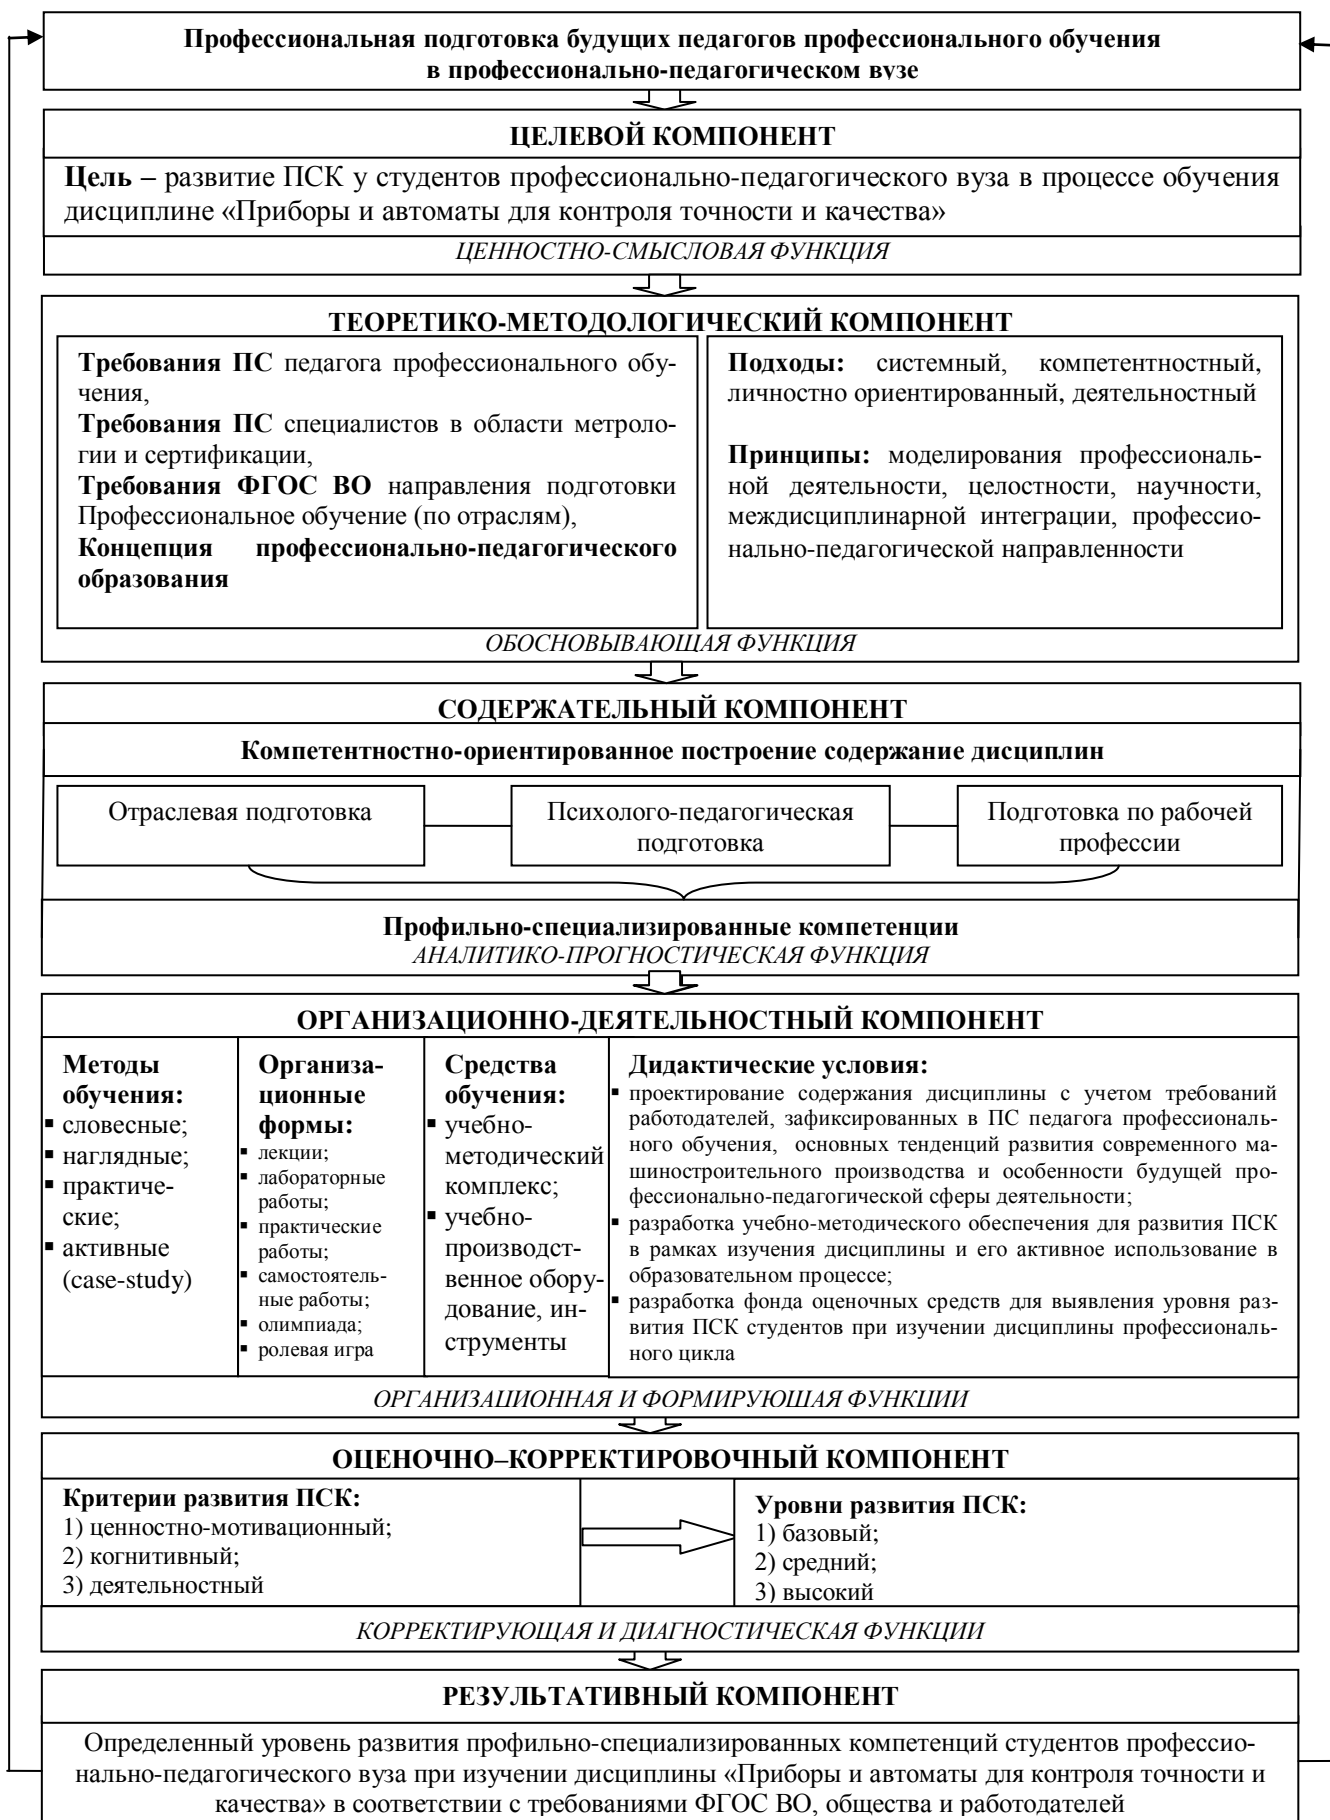 Профессиональная подготовка будущих педагогов профессионального обучения
в профессионально-педагогическом вузе
ЦЕЛЕВОЙ КОМПОНЕНТ
Цель – развитие ПСК у студентов профессионально-педагогического вуза в процессе обучения
дисциплине «Приборы и автоматы для контроля точности и качества»
ЦЕННОСТНО-СМЫСЛОВАЯ ФУНКЦИЯ
ТЕОРЕТИКО-МЕТОДОЛОГИЧЕСКИЙ КОМПОНЕНТ
Требования ПС педагога профессионального обу-
чения,
Требования ПС специалистов в области метроло-
гии и сертификации,
Требования ФГОС ВО направления подготовки
Профессиональное обучение (по отраслям),
Концепция профессионально-педагогического
образования
Подходы: системный, компетентностный,
личностно ориентированный, деятельностный
Принципы: моделирования профессиональ-
ной деятельности, целостности, научности,
междисциплинарной интеграции, профессио-
нально-педагогической направленности
ОБОСНОВЫВАЮЩАЯ ФУНКЦИЯ
СОДЕРЖАТЕЛЬНЫЙ КОМПОНЕНТ
Компетентностно-ориентированное построение содержание дисциплин
Отраслевая подготовка
Психолого-педагогическая
подготовка
Подготовка по рабочей
профессии
Профильно-специализированные компетенции
АНАЛИТИКО-ПРОГНОСТИЧЕСКАЯ ФУНКЦИЯ
ОРГАНИЗАЦИОННО-ДЕЯТЕЛЬНОСТНЫЙ КОМПОНЕНТ
Методы
обучения:
▪ словесные;
▪ наглядные;
▪ практиче-
ские;
▪ активные
(case-study)
Организа-
ционные
формы:
▪ лекции;
▪ лабораторные
работы;
▪ практические
работы;
▪ самостоятель-
ные работы;
▪ олимпиада;
▪ ролевая игра
Средства
обучения:
▪ учебно-
методический
комплекс;
▪ учебно-
производст-
венное обору-
дование, ин-
струменты
Дидактические условия:
▪ проектирование содержания дисциплины с учетом требований
работодателей, зафиксированных в ПС педагога профессиональ-
ного обучения, основных тенденций развития современного ма-
шиностроительного производства и особенности будущей про-
фессионально-педагогической сферы деятельности;
▪ разработка учебно-методического обеспечения для развития ПСК
в рамках изучения дисциплины и его активное использование в
образовательном процессе;
▪ разработка фонда оценочных средств для выявления уровня раз-
вития ПСК студентов при изучении дисциплины профессиональ-
ного цикла
ОРГАНИЗАЦИОННАЯ И ФОРМИРУЮЩАЯ ФУНКЦИИ
ОЦЕНОЧНО–КОРРЕКТИРОВОЧНЫЙ КОМПОНЕНТ
Критерии развития ПСК:
1) ценностно-мотивационный;
2) когнитивный;
3) деятельностный
Уровни развития ПСК:
1) базовый;
2) средний;
3) высокий
КОРРЕКТИРУЮЩАЯ И ДИАГНОСТИЧЕСКАЯ ФУНКЦИИ
РЕЗУЛЬТАТИВНЫЙ КОМПОНЕНТ
Определенный уровень развития профильно-специализированных компетенций студентов профессио-
нально-педагогического вуза при изучении дисциплины «Приборы и автоматы для контроля точности и
качества» в соответствии с требованиями ФГОС ВО, общества и работодателей